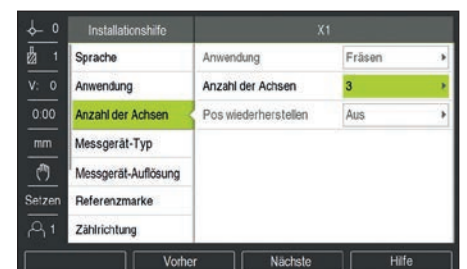 0
Installationshilfe
X1
1
V: 0
0:00
mm
Setzen
1
Sprache
Anwendung
Anzahl der Achsen
Messgerät-Typ
Messgerät-Auflösung
Referenzmarke
Zählrichtung
Anwendung Fräsen
Anzahl der Achsen 3
Pos wiederherstellen Aus
Vorher Nächste Hilfe